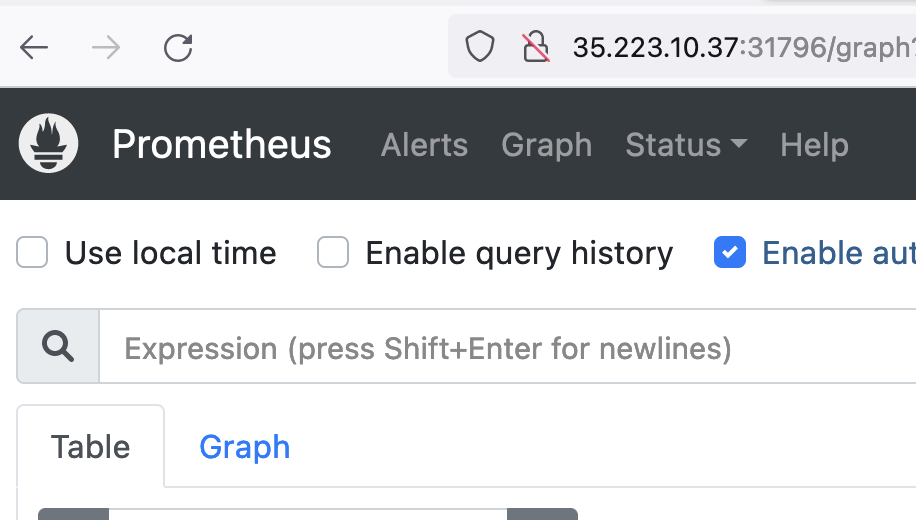 35.223.10.37:31796/graph?
Prometheus Alerts Graph Status Help
Use local time Enable query history Enable aut
Expression (press Shift+Enter for newlines)
Table Graph